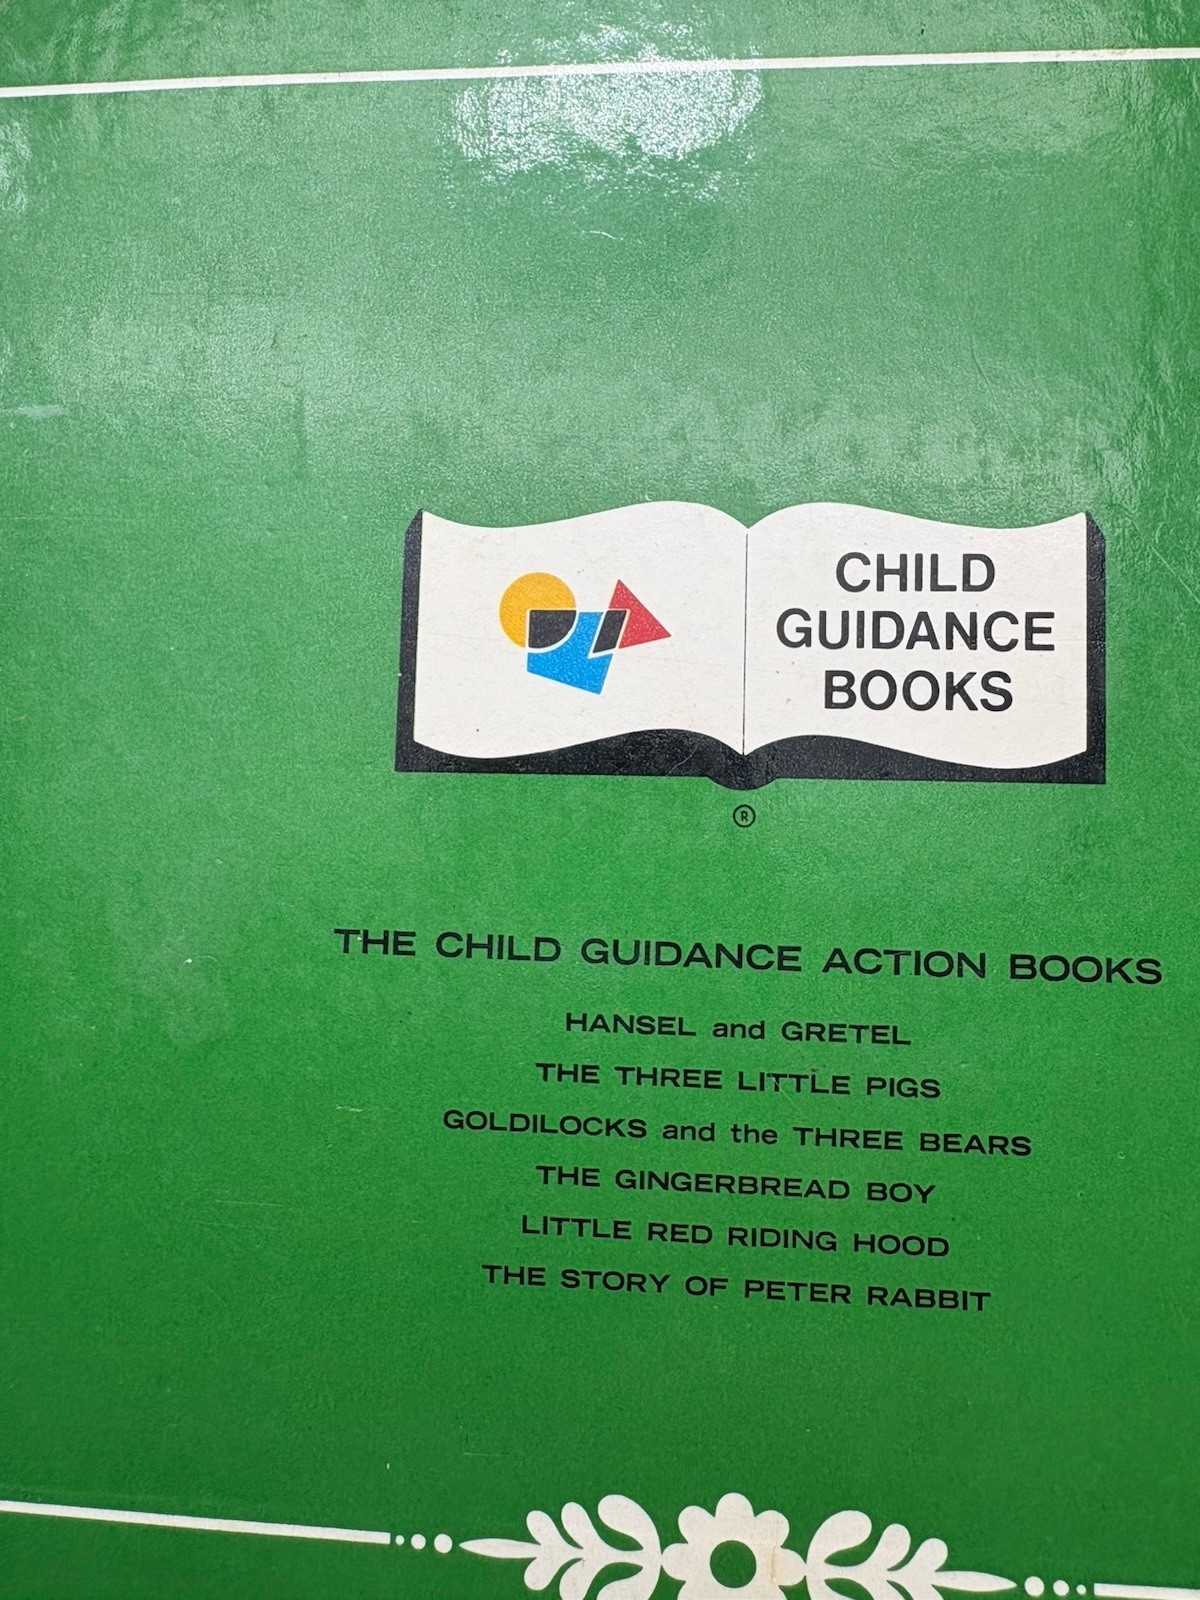 CHILD
GUIDANCE
BOOKS
®
THE CHILD GUIDANCE ACTION BOOKS
HANSEL and GRETEL
THE THREE LITTLE PIGS
GOLDILOCKS and the THREE BEARS
THE GINGERBREAD BOY
LITTLE RED RIDING HOOD
THE STORY OF PETER RABBIT